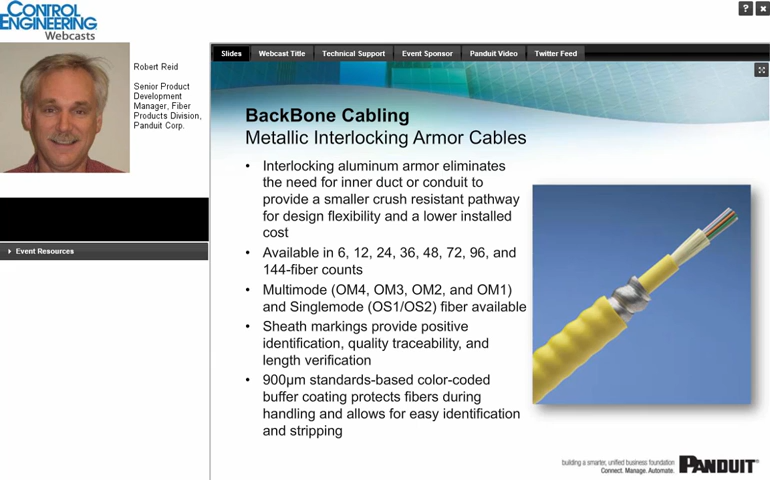 CONTROL
ENGINEERING
Webcasts
?
x
Robert Reid
Senior Product
Development
Manager, Fiber
Products Division,
Panduit Corp.
Event Resources
Slides
Webcast Title
Technical Support
Event Sponsor
Panduit Video
Twitter Feed
BackBone Cabling
Metallic Interlocking Armor Cables
• Interlocking aluminum armor eliminates
the need for inner duct or conduit to
provide a smaller crush resistant pathway
for design flexibility and a lower installed
cost
• Available in 6, 12, 24, 36, 48, 72, 96, and
144-fiber counts
• Multimode (OM4, OM3, OM2, and OM1)
and Singlemode (OS1/OS2) fiber available
• Sheath markings provide positive
identification, quality traceability, and
length verification
• 900µm standards-based color-coded
buffer coating protects fibers during
handling and allows for easy identification
and stripping
building a smarter, unified business foundation
Connect. Manage. Automate.
PANDUIT